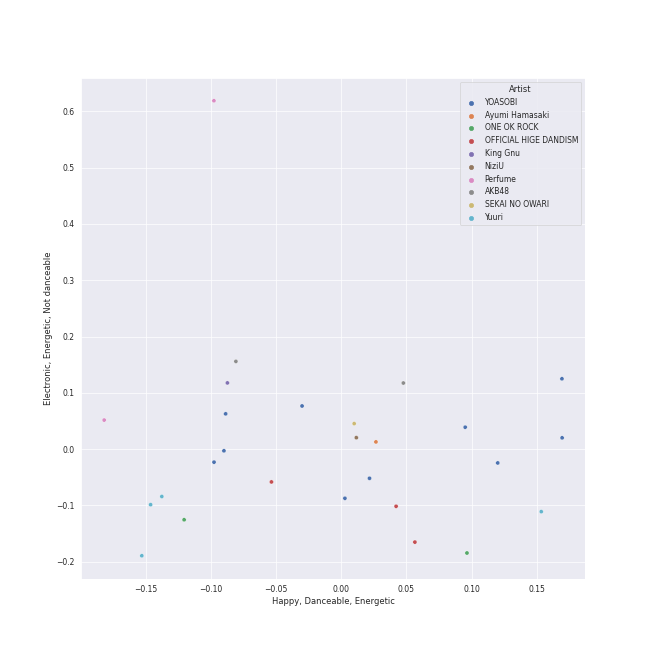 Artist
YOASOBI
Ayumi Hamasaki
ONE OK ROCK
OFFICIAL HIGE DANDISM
King Gnu
NiziU
Perfume
AKB48
SEKAI NO OWARI
Yuuri
0.6
0.5
0.4
0.3
0.2
0.1
0.0
−0.1
−0.2
Electronic, Energetic, Not danceable
−0.15
−0.10
−0.05
0.00
0.05
0.10
0.15
Happy, Danceable, Energetic